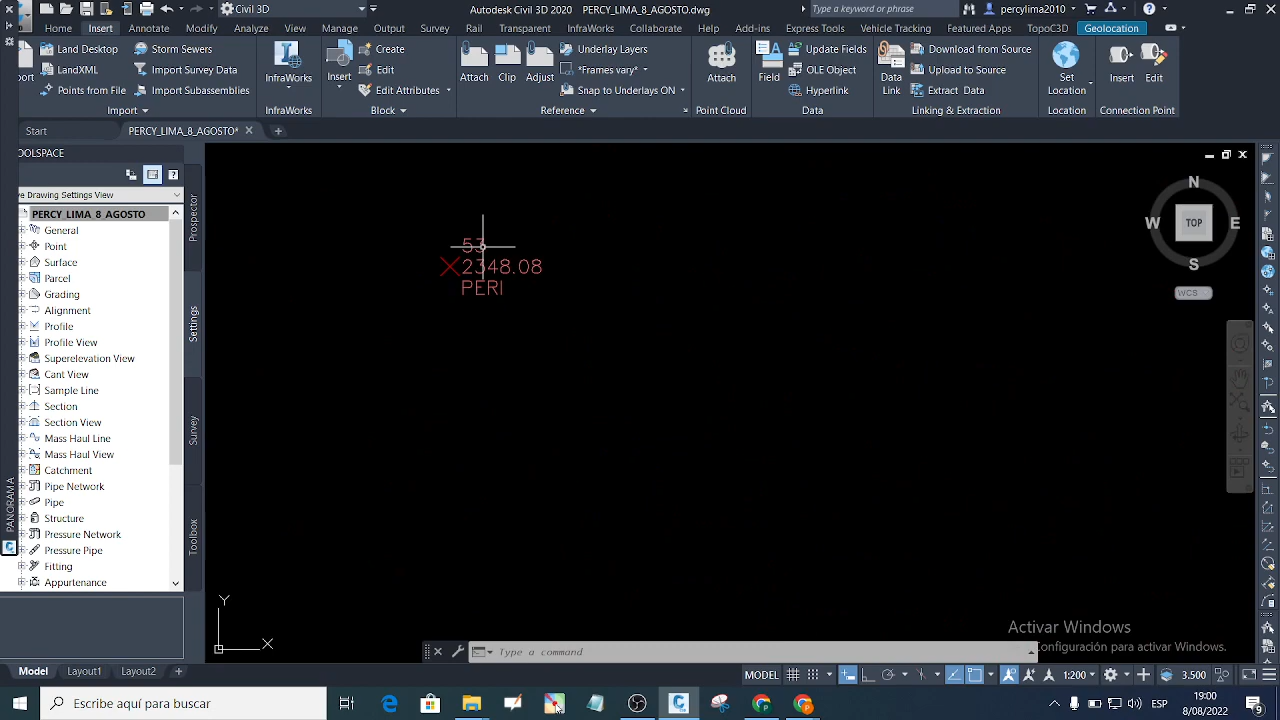 Civil 3D
Autodesk Civil 3D 2020 PERCY_LIMA_8_AGOSTO.dwg
Type a keyword or phrase
percylima2010
Home Insert Annotate Modify Analyze View Manage Output Survey Transparent InfraWorks Collaborate Help Add-ins Express Tools Vehicle Tracking Featured Apps Geolocation
Land Desktop
Storm Sewers
LandXML
Import Survey Data
Points from File
Import Subassemblies
Import
InfraWorks
InfraWorks
Insert
Create
Edit
Edit Attributes
Block
Attach
Clip
Adjust
Underlay Layers
*Frames vary*
Snap to Underlays ON
Reference
Attach
Point Cloud
Field
Update Fields
OLE Object
Hyperlink
Data
Data
Link
Download from Source
Upload to Source
Extract
Linking & Extraction
Set
Location
Location
Insert
Edit
Connection Point
Start
PERCY_LIMA_8_AGOSTO*
OOLSPACE
ve Drawing Settings View
PERCY_LIMA_8_AGOSTO
General
Point
Surface
Parcel
Grading
Alignment
Profile
Profile View
Superelevation View
Cant View
Sample Line
Section
Section View
Mass Haul Line
Mass Haul View
Catchment
Pipe Network
Pipe
Structure
Pressure Network
Pressure Pipe
Fitting
Appurtenance
Prospector
Settings
Survey
Toolbox
PANORAMA
53
2348.08
PERI
N
W
TOP
E
S
WCS
Y
X
Activar Windows
Configuración para activar Windows.
Type a command
Model Layout1 Layout2
MODEL
1:200
3.500
Escribe aquí para buscar
ESP
19:00
8/08/2022